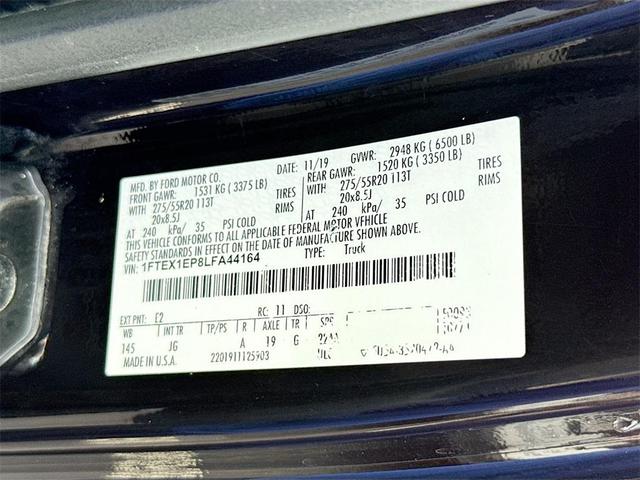 MFD. BY FORD MOTOR CO. DATE: 11/19 GVWR: 2948 KG ( 6500 LB)
FRONT GAWR: 1531 KG ( 3375 LB) REAR GAWR: 1520 KG ( 3350 LB)
WITH 275/55R20 113T TIRES WITH 275/55R20 113T TIRES
20x8.5J RIMS 20x8.5J RIMS
AT 240 kPa/ 35 PSI COLD AT 240 kPa/ 35 PSI COLD
THIS VEHICLE CONFORMS TO ALL APPLICABLE FEDERAL MOTOR VEHICLE
SAFETY STANDARDS IN EFFECT ON THE DATE OF MANUFACTURE SHOWN ABOVE.
VIN: 1FTEX1EP8LFA44164 TYPE: Truck
EXT PNT: E2 RC: 11 DSO:
WB INT TR TP/PS R AXLE TR SPR
145 JG A 19 G
MADE IN U.S.A. 2201911125903